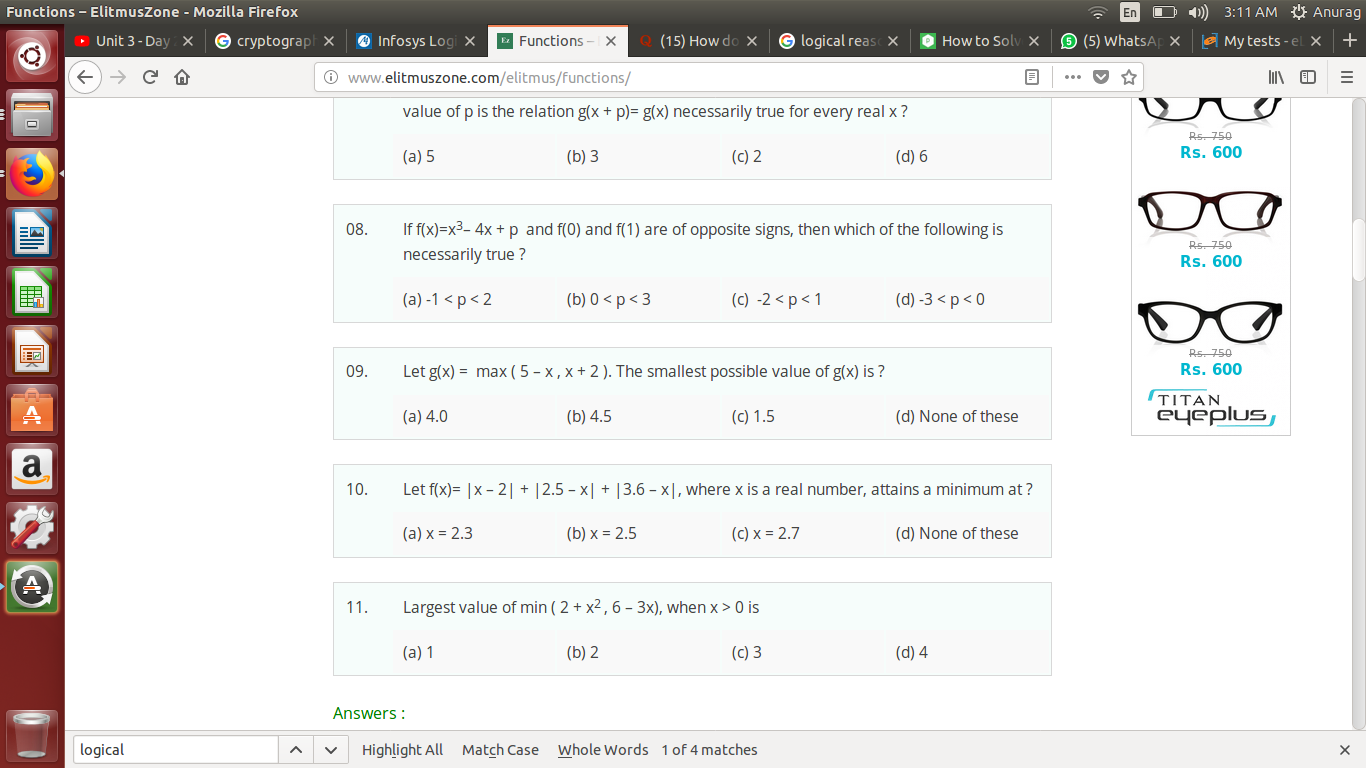 Functions – ElitmusZone - Mozilla Firefox
En
3:11 AM
Anurag
Unit 3 - Day
cryptograph
Infosys Logi
Functions –
(15) How do
logical reas
How to Solv
(5) WhatsAp
My tests - el
www.elitmuszone.com/elitmus/functions/
value of p is the relation g(x + p)= g(x) necessarily true for every real x ?
(a) 5 (b) 3 (c) 2 (d) 6
08. If f(x)=x³– 4x + p and f(0) and f(1) are of opposite signs, then which of the following is
necessarily true ?
(a) -1 < p < 2 (b) 0 < p < 3 (c) -2 < p < 1 (d) -3 < p < 0
09. Let g(x) = max ( 5 – x , x + 2 ). The smallest possible value of g(x) is ?
(a) 4.0 (b) 4.5 (c) 1.5 (d) None of these
10. Let f(x)= |x – 2| + |2.5 – x| + |3.6 – x|, where x is a real number, attains a minimum at ?
(a) x = 2.3 (b) x = 2.5 (c) x = 2.7 (d) None of these
11. Largest value of min ( 2 + x² , 6 – 3x), when x > 0 is
(a) 1 (b) 2 (c) 3 (d) 4
Answers :
Rs. 750
Rs. 600
Rs. 750
Rs. 600
Rs. 750
Rs. 600
TITAN
eyeplus
logical
Highlight All Match Case Whole Words 1 of 4 matches